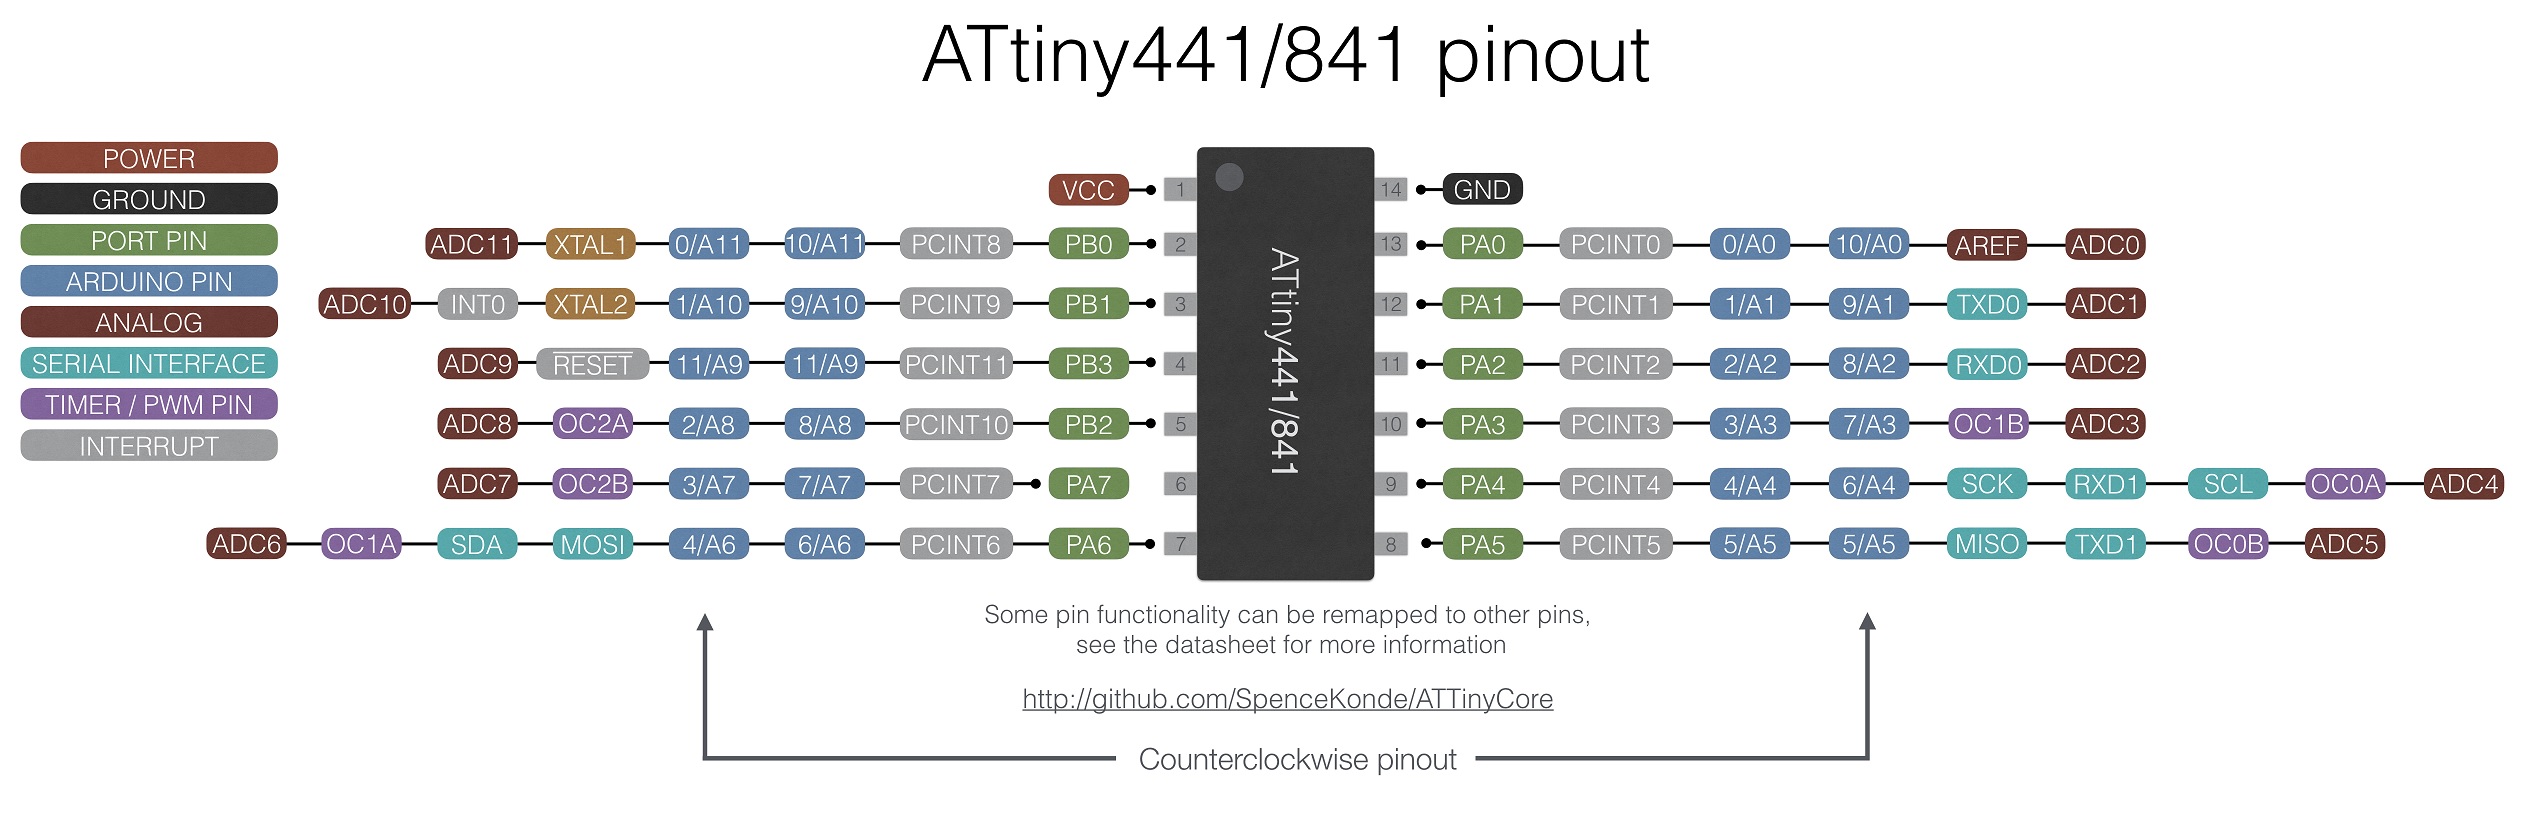 ATtiny441/841 pinout
POWER
GROUND
PORT PIN
ARDUINO PIN
ANALOG
SERIAL INTERFACE
TIMER / PWM PIN
INTERRUPT
VCC 1 14 GND
ADC11 XTAL1 0/A11 10/A11 PCINT8 PB0 2 13 PA0 PCINT0 0/A0 10/A0 AREF ADC0
ADC10 INT0 XTAL2 1/A10 9/A10 PCINT9 PB1 3 12 PA1 PCINT1 1/A1 9/A1 TXD0 ADC1
ADC9 RESET 11/A9 11/A9 PCINT11 PB3 4 11 PA2 PCINT2 2/A2 8/A2 RXD0 ADC2
ADC8 OC2A 2/A8 8/A8 PCINT10 PB2 5 10 PA3 PCINT3 3/A3 7/A3 OC1B ADC3
ADC7 OC2B 3/A7 7/A7 PCINT7 PA7 6 9 PA4 PCINT4 4/A4 6/A4 SCK RXD1 SCL OC0A ADC4
ADC6 OC1A SDA MOSI 4/A6 6/A6 PCINT6 PA6 7 8 PA5 PCINT5 5/A5 5/A5 MISO TXD1 OC0B ADC5
ATtiny441/841
Some pin functionality can be remapped to other pins,
see the datasheet for more information
http://github.com/SpenceKonde/ATTinyCore
Counterclockwise pinout